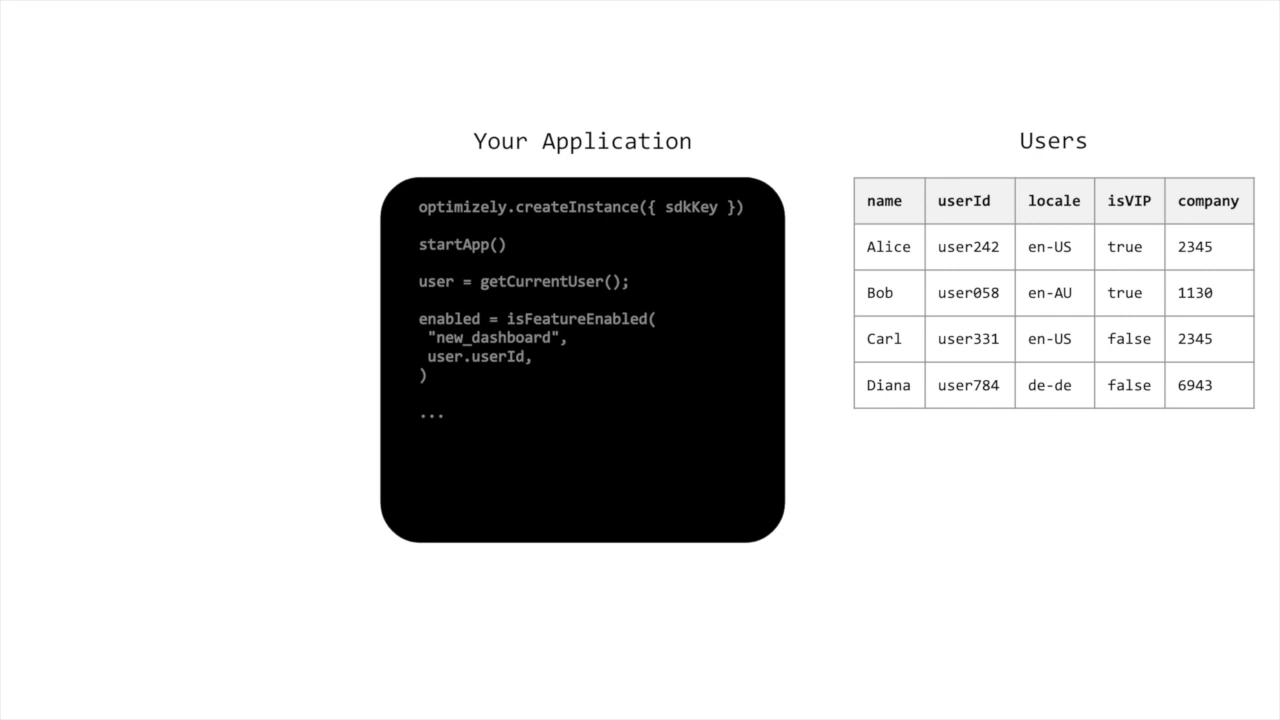 Your Application
optimizely.createInstance({ sdkKey })
startApp()
user = getCurrentUser();
enabled = isFeatureEnabled(
"new_dashboard",
user.userId,
)
...
Users
name userId locale isVIP company
Alice user242 en-US true 2345
Bob user058 en-AU true 1130
Carl user331 en-US false 2345
Diana user784 de-de false 6943